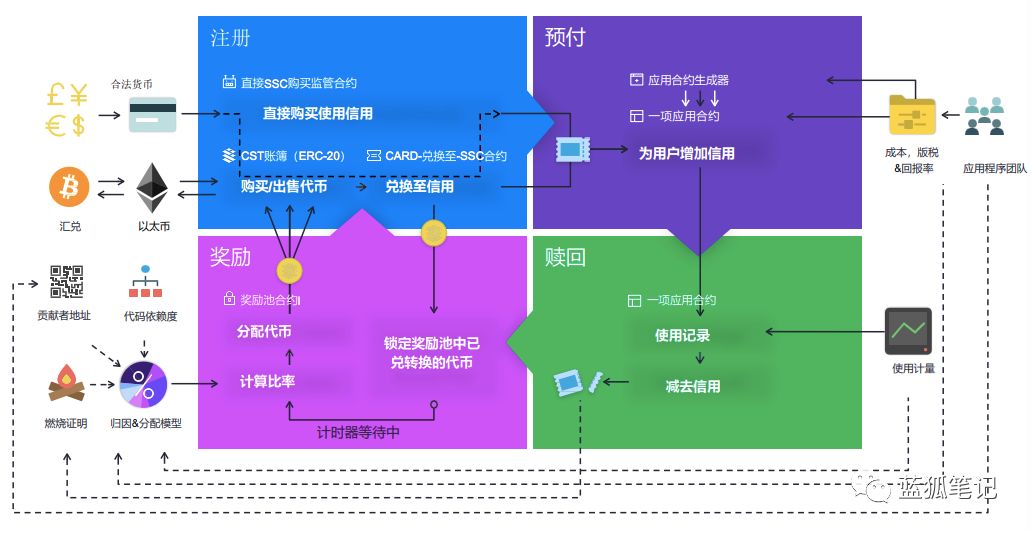 注册
预付
合法货币
直接SSC购买监管合约
直接购买使用信用
应用合约生成器
一项应用合约
为用户增加信用
CST账簿（ERC-20）
CARD-兑换至-SSC合约
购买/出售代币
兑换至信用
成本，版税
&回报率
应用程序团队
汇兑
以太币
奖励
赎回
奖励池合约
一项应用合约
贡献者地址
代码依赖度
分配代币
锁定奖励池中已
兑转换的代币
使用记录
使用计量
计算比率
减去信用
燃烧证明
归因&分配模型
计时器等待中
蓝狐笔记